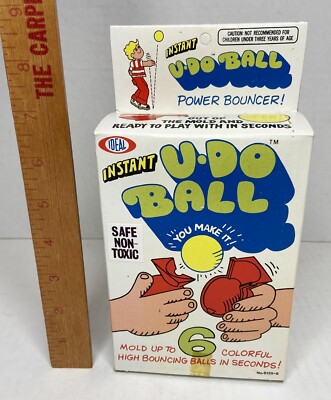 THE CARPE
INSTANT
U-DO BALL
POWER BOUNCER!
CAUTION: NOT RECOMMENDED FOR
CHILDREN UNDER THREE YEARS OF AGE
OUT OF
THE MOLD AND
READY TO PLAY WITH IN SECONDS
IDEAL
INSTANT
U-DO
BALL
TM
SAFE
NON-
TOXIC
YOU MAKE IT!
MOLD UP TO 6 COLORFUL
HIGH BOUNCING BALLS IN SECONDS!